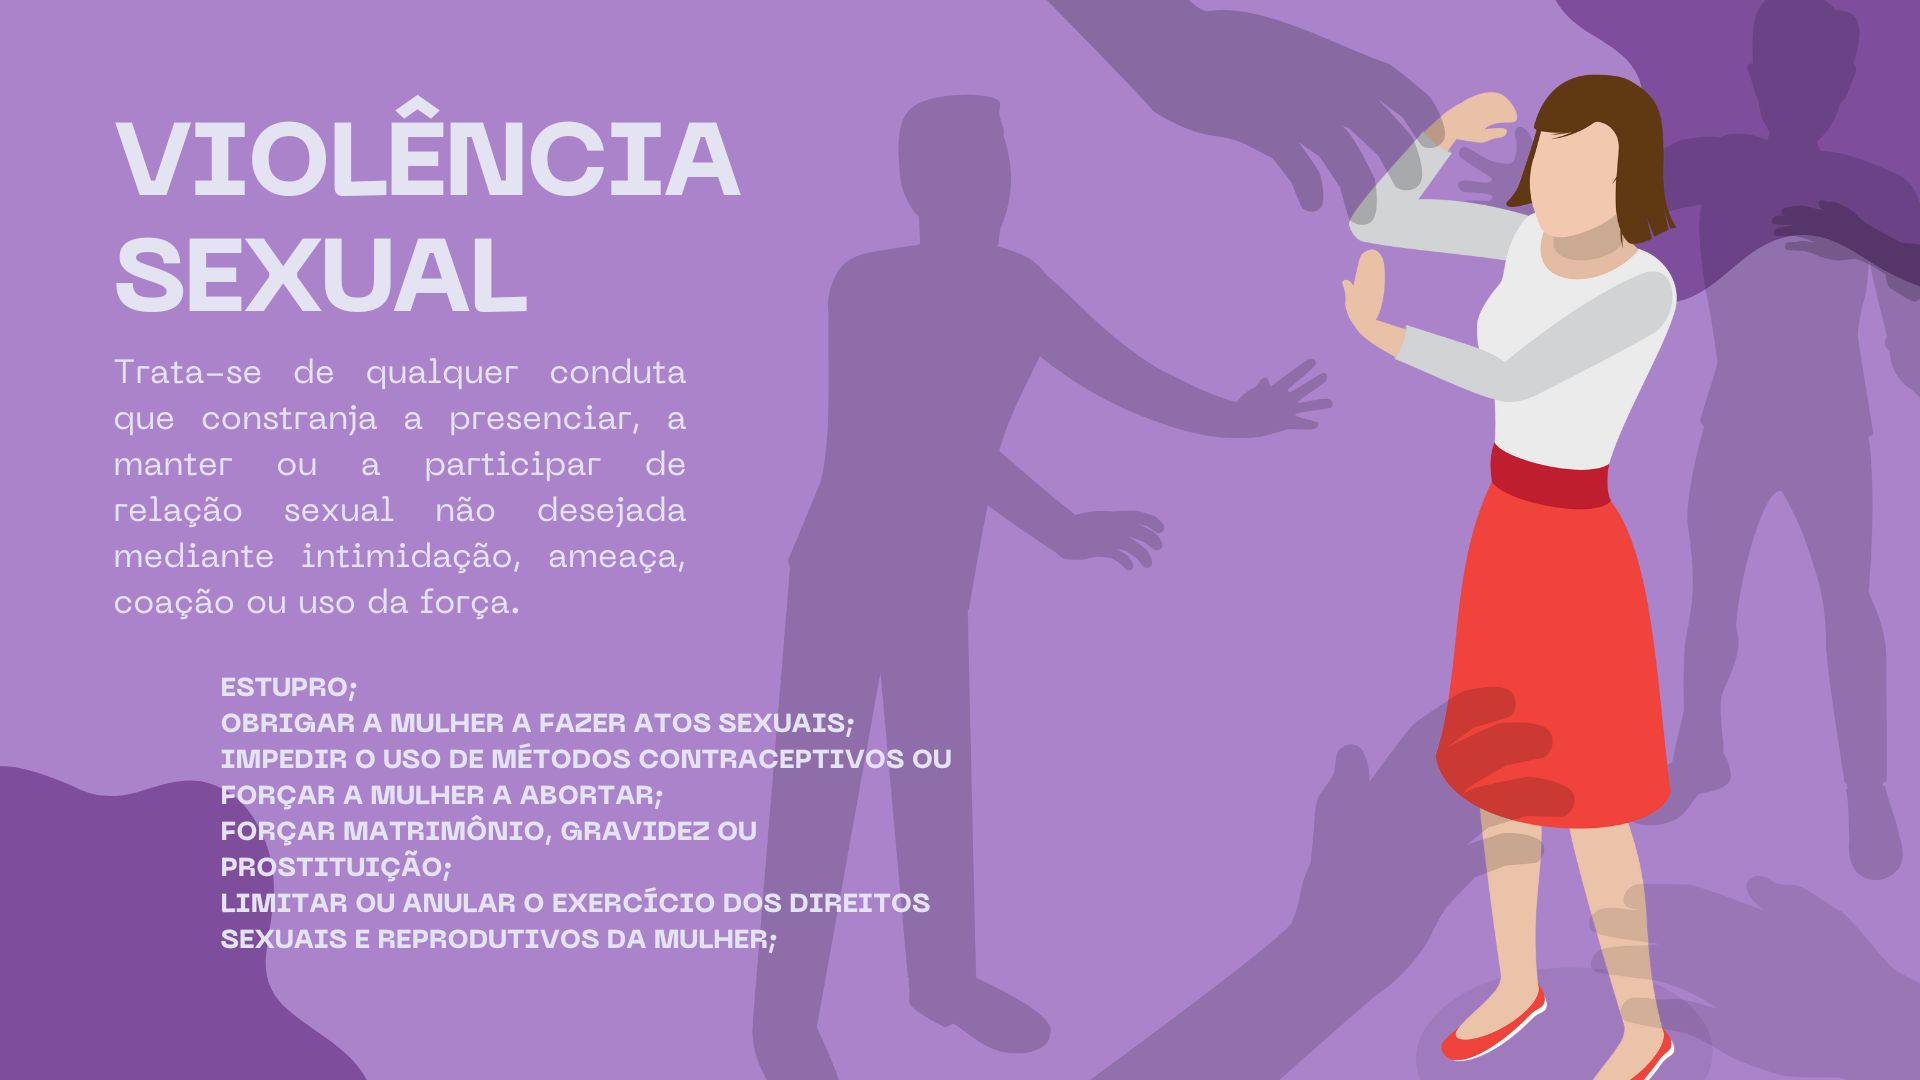 VIOLÊNCIA
SEXUAL
Trata-se de qualquer conduta
que constranja a presenciar, a
manter ou a participar de
relação sexual não desejada
mediante intimidação, ameaça,
coação ou uso da força.
ESTUPRO;
OBRIGAR A MULHER A FAZER ATOS SEXUAIS;
IMPEDIR O USO DE MÉTODOS CONTRACEPTIVOS OU
FORÇAR A MULHER A ABORTAR;
FORÇAR MATRIMÔNIO, GRAVIDEZ OU
PROSTITUIÇÃO;
LIMITAR OU ANULAR O EXERCÍCIO DOS DIREITOS
SEXUAIS E REPRODUTIVOS DA MULHER;